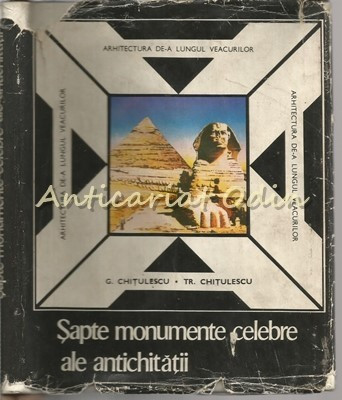 ARHITECTURA DE-A LUNGUL VEACURILOR
ARHITECTURA DE-A LUNGUL VEACURILOR
ARHITECTURA DE-A LUNGUL VEACURILOR
Anticariat Odin
G. CHIȚULESCU • TR. CHIȚULESCU
Șapte monumente celebre
ale antichității
Șapte monumente celebre ale antichității